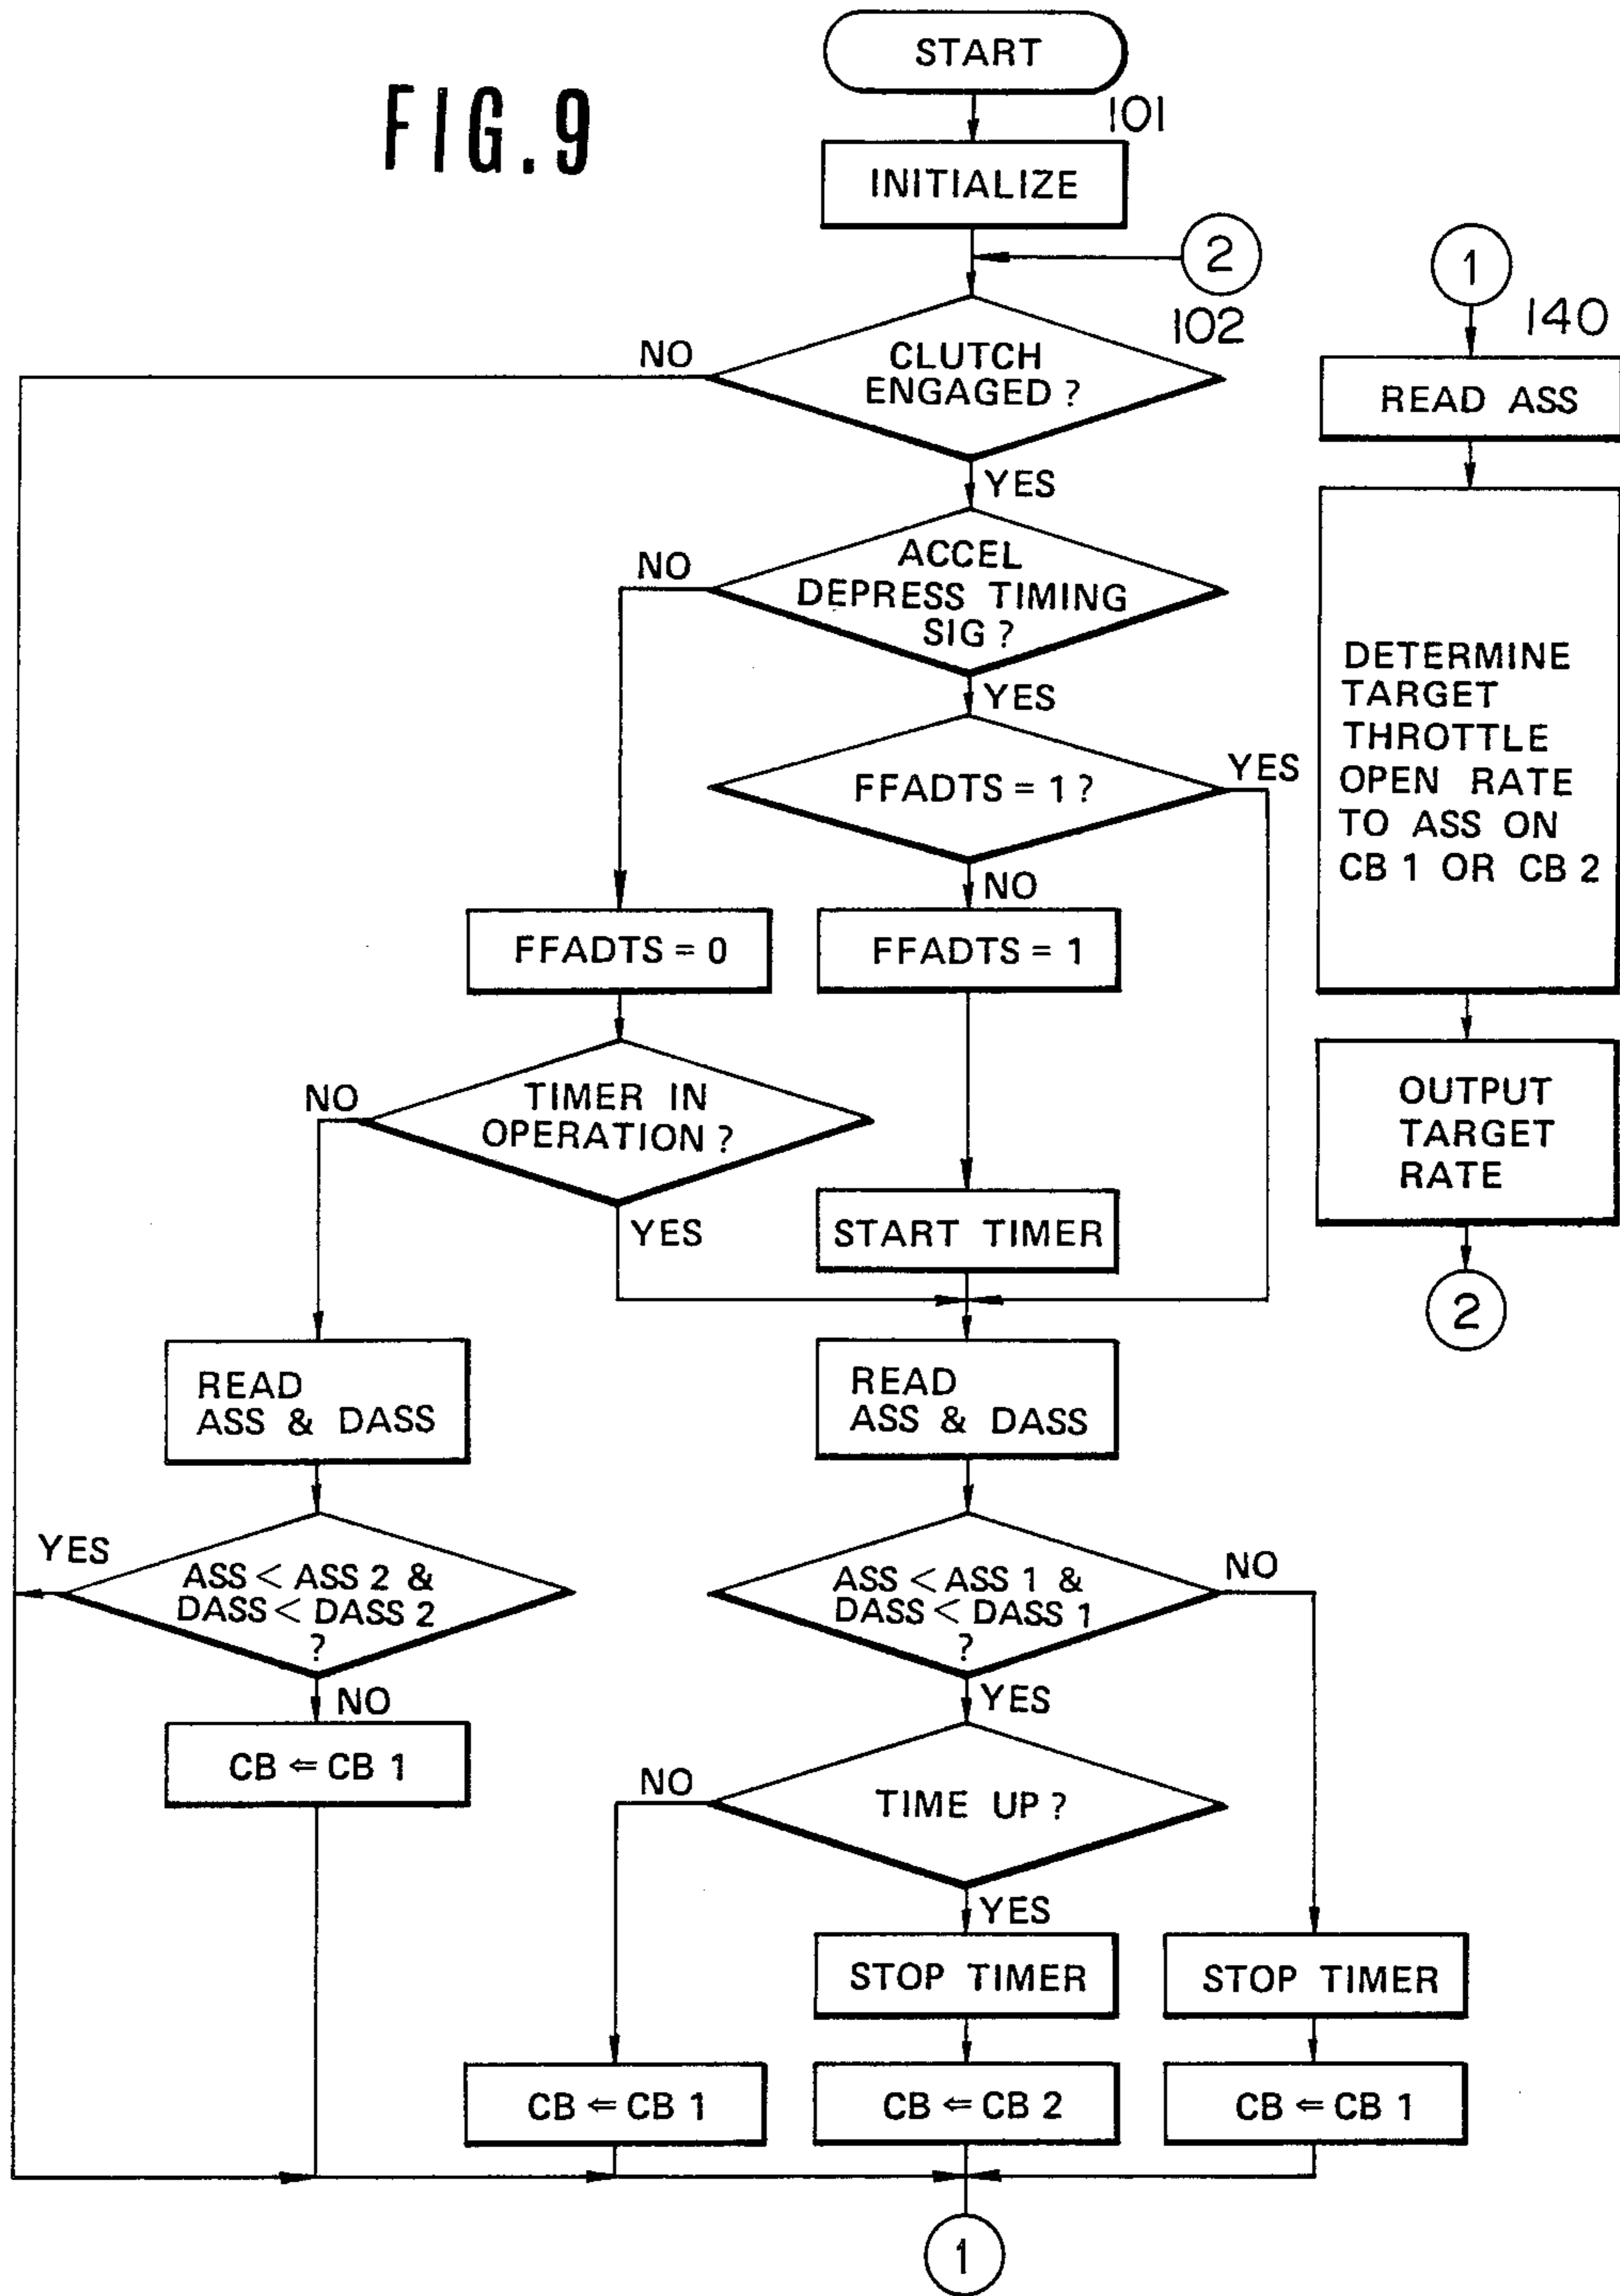 FIG.9
START
101
INITIALIZE
2
1
102
140
NO
CLUTCH
ENGAGED ?
READ ASS
YES
NO
ACCEL
DEPRESS TIMING
SIG ?
YES
DETERMINE
TARGET
THROTTLE
OPEN RATE
TO ASS ON
CB 1 OR CB 2
FFADTS = 1 ?
YES
NO
FFADTS = 0
FFADTS = 1
NO
TIMER IN
OPERATION ?
YES
START TIMER
OUTPUT
TARGET
RATE
2
READ
ASS & DASS
READ
ASS & DASS
YES
ASS < ASS 2 &
DASS < DASS 2
?
NO
ASS < ASS 1 &
DASS < DASS 1
?
NO
YES
CB ⇐ CB 1
NO
TIME UP ?
YES
STOP TIMER
STOP TIMER
CB ⇐ CB 1
CB ⇐ CB 2
CB ⇐ CB 1
1